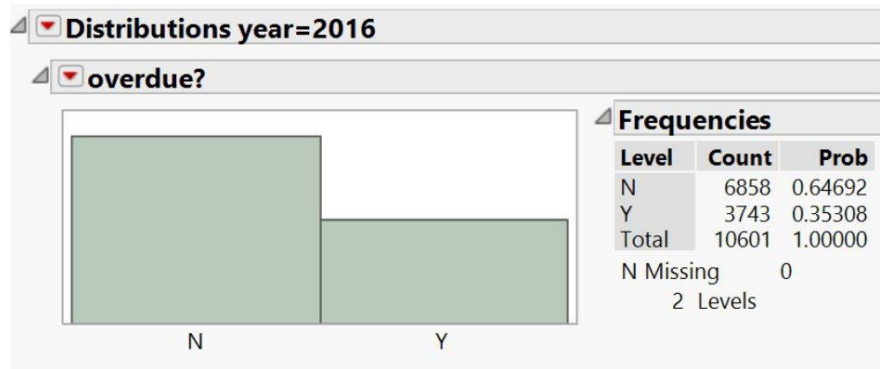 Distributions year=2016
overdue?
N Y
Frequencies
Level Count Prob
N 6858 0.64692
Y 3743 0.35308
Total 10601 1.00000
N Missing 0
2 Levels